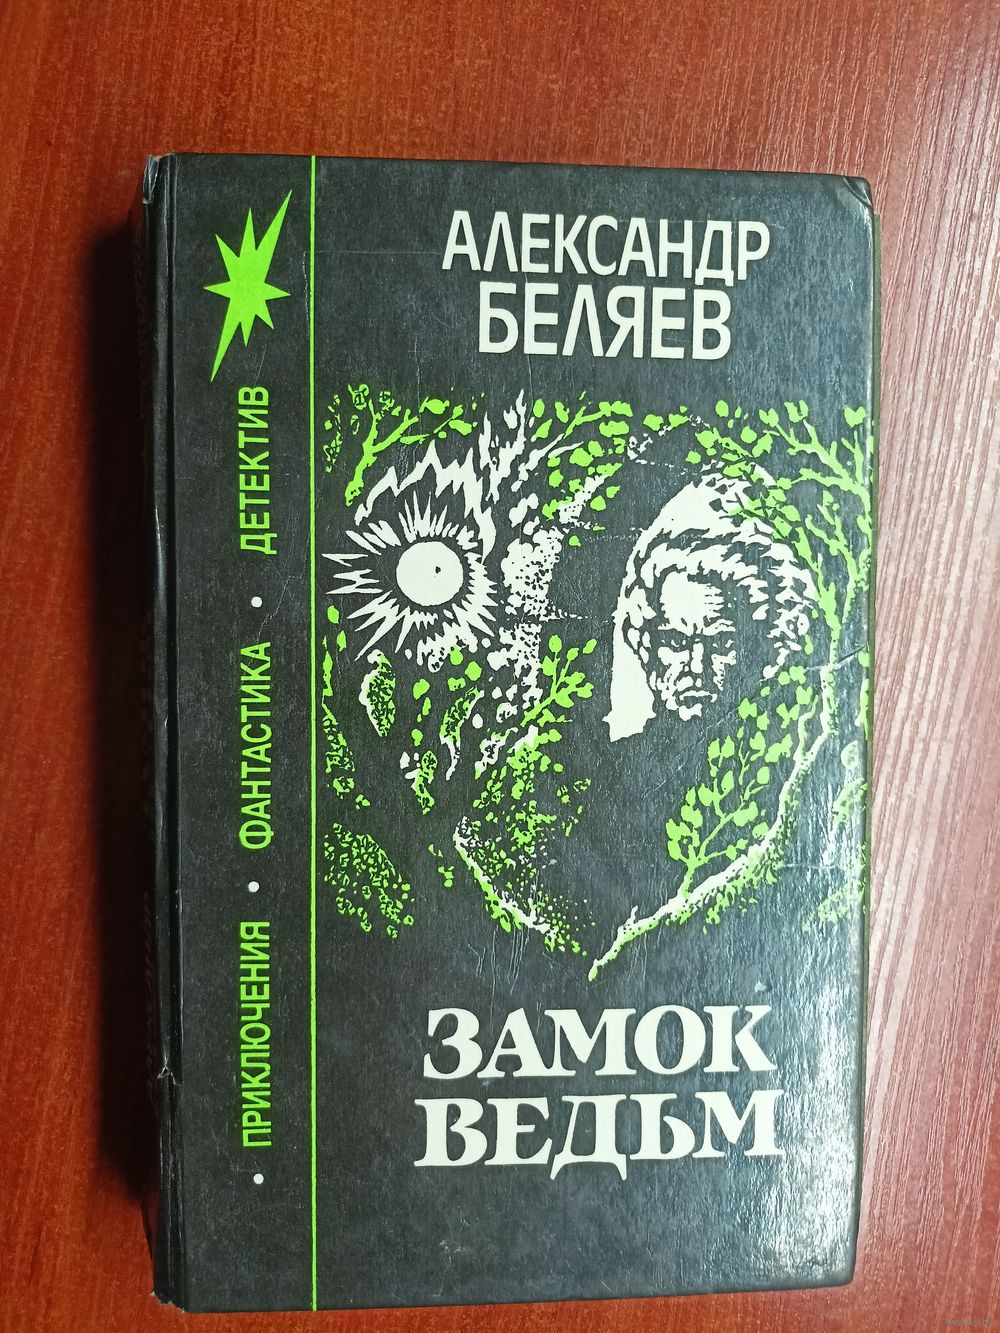 АЛЕКСАНДР
БЕЛЯЕВ
ЗАМОК
ВЕДЬМ
• ПРИКЛЮЧЕНИЯ • ФАНТАСТИКА • ДЕТЕКТИВ